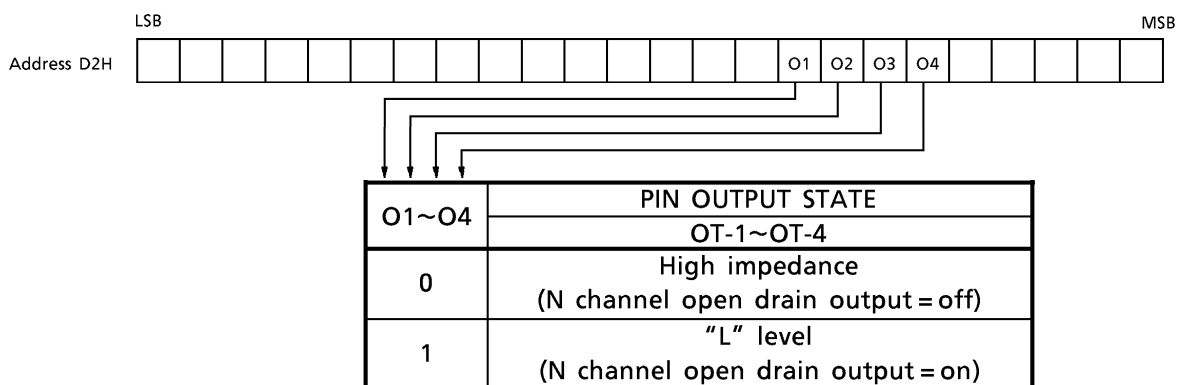 LSB MSB
Address D2H O1 O2 O3 O4
O1~O4 PIN OUTPUT STATE
OT-1~OT-4
0 High impedance
(N channel open drain output=off)
1 "L" level
(N channel open drain output=on)